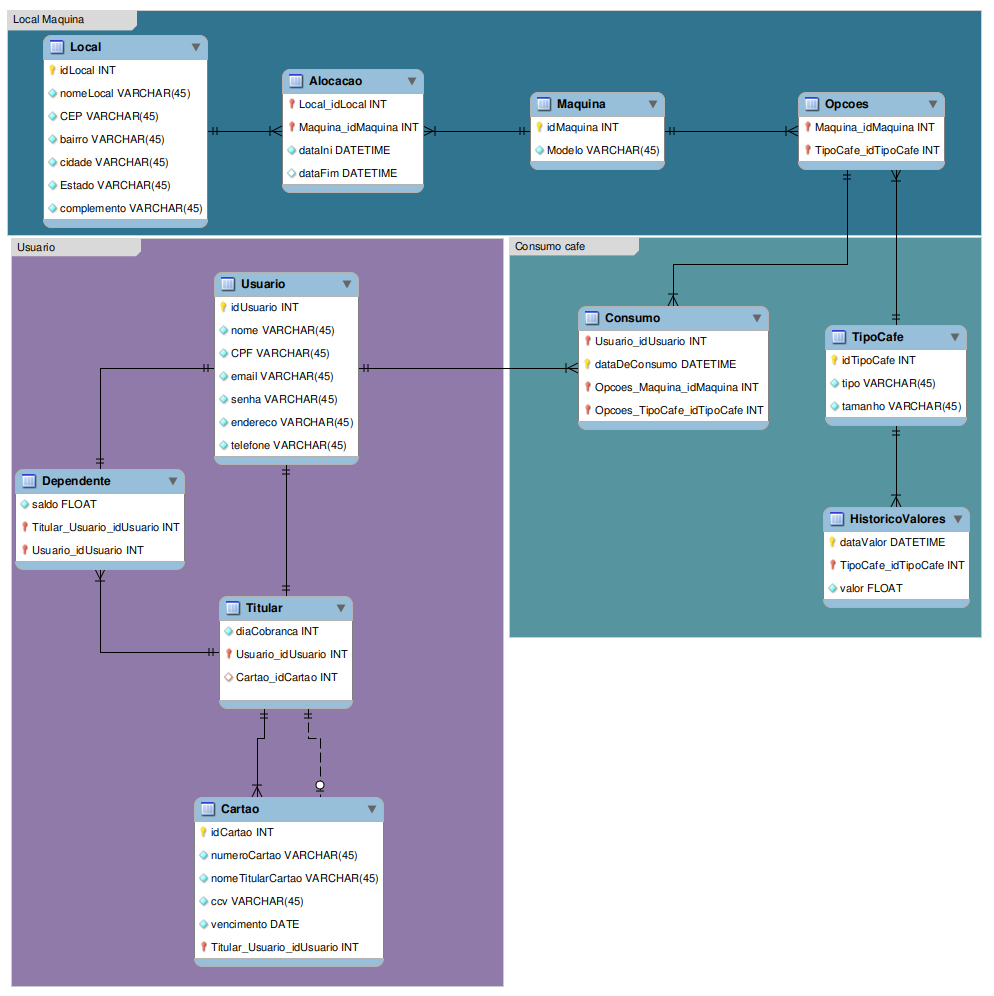 Local Maquina
Local
idLocal INT
nomeLocal VARCHAR(45)
CEP VARCHAR(45)
bairro VARCHAR(45)
cidade VARCHAR(45)
Estado VARCHAR(45)
complemento VARCHAR(45)
Alocacao
Local_idLocal INT
Maquina_idMaquina INT
dataIni DATETIME
dataFim DATETIME
Maquina
idMaquina INT
Modelo VARCHAR(45)
Opcoes
Maquina_idMaquina INT
TipoCafe_idTipoCafe INT
Usuario
Usuario
idUsuario INT
nome VARCHAR(45)
CPF VARCHAR(45)
email VARCHAR(45)
senha VARCHAR(45)
endereco VARCHAR(45)
telefone VARCHAR(45)
Dependente
saldo FLOAT
Titular_Usuario_idUsuario INT
Usuario_idUsuario INT
Titular
diaCobranca INT
Usuario_idUsuario INT
Cartao_idCartao INT
Cartao
idCartao INT
numeroCartao VARCHAR(45)
nomeTitularCartao VARCHAR(45)
ccv VARCHAR(45)
vencimento DATE
Titular_Usuario_idUsuario INT
Consumo cafe
Consumo
Usuario_idUsuario INT
dataDeConsumo DATETIME
Opcoes_Maquina_idMaquina INT
Opcoes_TipoCafe_idTipoCafe INT
TipoCafe
idTipoCafe INT
tipo VARCHAR(45)
tamanho VARCHAR(45)
HistoricoValores
dataValor DATETIME
TipoCafe_idTipoCafe INT
valor FLOAT